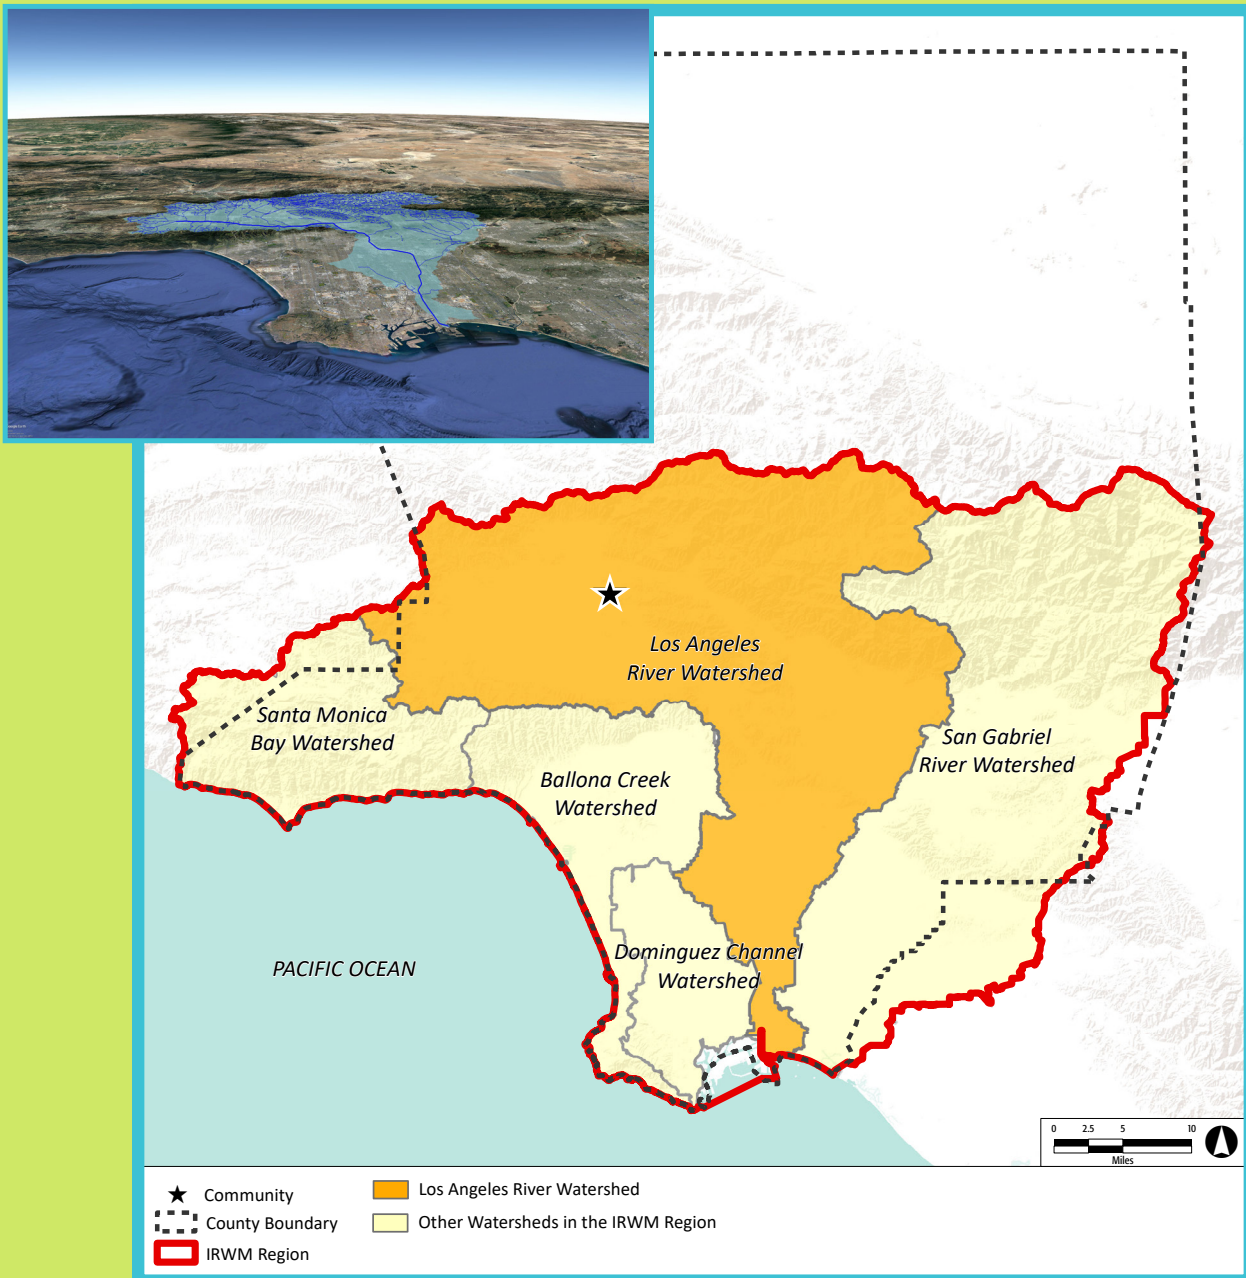 Los Angeles
River Watershed
Santa Monica
Bay Watershed
San Gabriel
River Watershed
Ballona Creek
Watershed
Dominguez Channel
Watershed
PACIFIC OCEAN
0 2.5 5 10
Miles
Community
County Boundary
IRWM Region
Los Angeles River Watershed
Other Watersheds in the IRWM Region